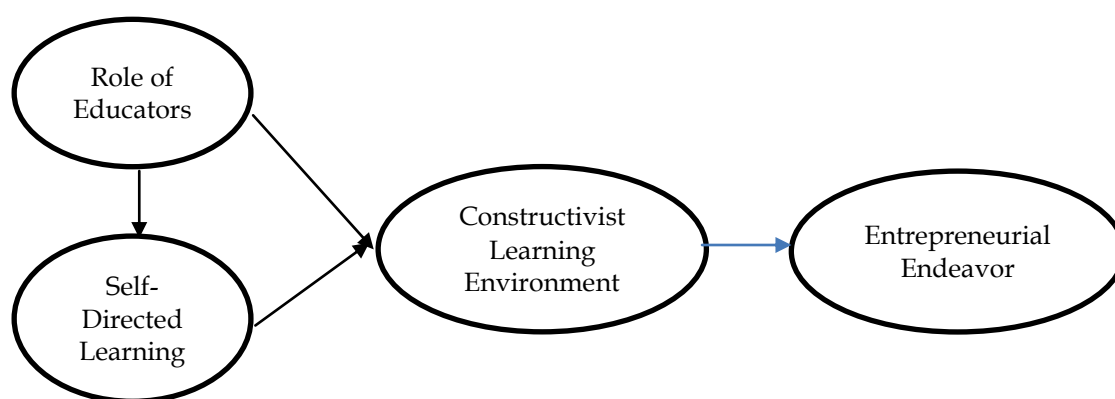 Role of
Educators
Self-
Directed
Learning
Constructivist
Learning
Environment
Entrepreneurial
Endeavor